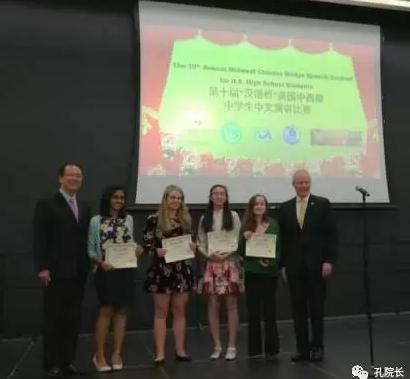 The 10th Annual Midwest Chinese Bridge Speech Contest
for U.S. High School Students
第十届“汉语桥”美国中西部
中学生中文演讲比赛
孔院长